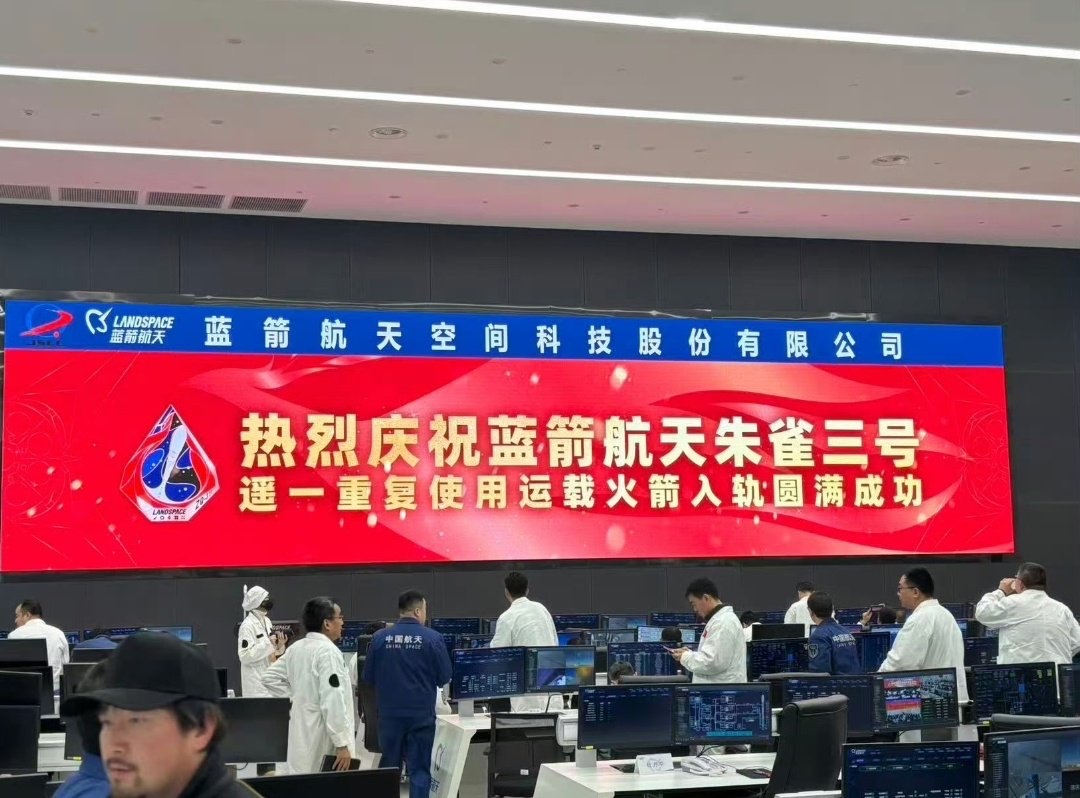 JSLC
LANDSPACE
蓝箭航天
蓝箭航天空间科技股份有限公司
热烈庆祝蓝箭航天朱雀三号
遥一重复使用运载火箭入轨圆满成功
LANDSPACE
中国航天
CHINA SPACE